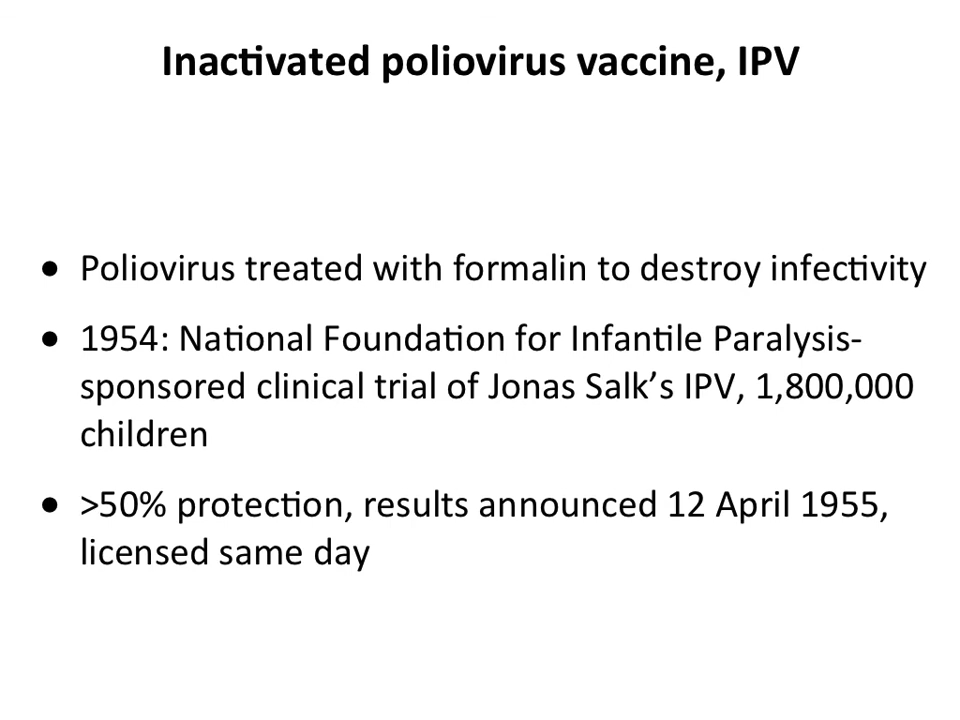 Inactivated poliovirus vaccine, IPV
• Poliovirus treated with formalin to destroy infectivity
• 1954: National Foundation for Infantile Paralysis-
sponsored clinical trial of Jonas Salk’s IPV, 1,800,000
children
• >50% protection, results announced 12 April 1955,
licensed same day